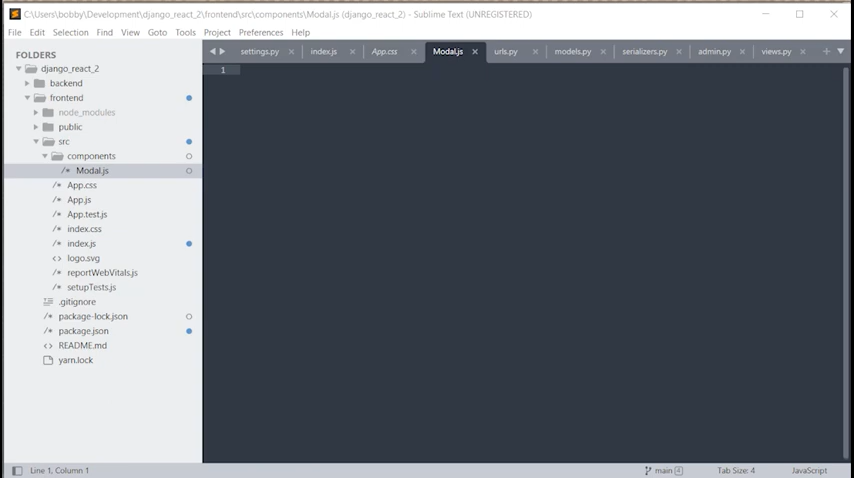 C:\Users\bobby\Development\django_react_2\frontend\src\components\Modal.js (django_react_2) - Sublime Text (UNREGISTERED)
File Edit Selection View Find Goto Tools Project Preferences Help
FOLDERS
django_react_2
backend
frontend
node_modules
public
src
components
/* Modal.js
/* App.css
/* App.js
/* App.test.js
/* index.css
/* index.js
<> logo.svg
/* reportWebVitals.js
/* setupTests.js
.gitignore
/* package-lock.json
/* package.json
<> README.md
yarn.lock
settings.py index.js App.css Modal.js urls.py models.py serializers.py admin.py views.py
1
Line 1, Column 1
main 4
Tab Size: 4
JavaScript